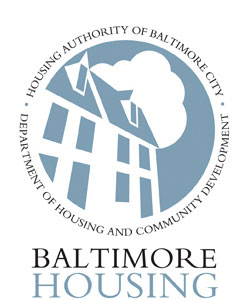 HOUSING AUTHORITY OF BALTIMORE CITY
DEPARTMENT OF HOUSING AND COMMUNITY DEVELOPMENT
BALTIMORE
HOUSING